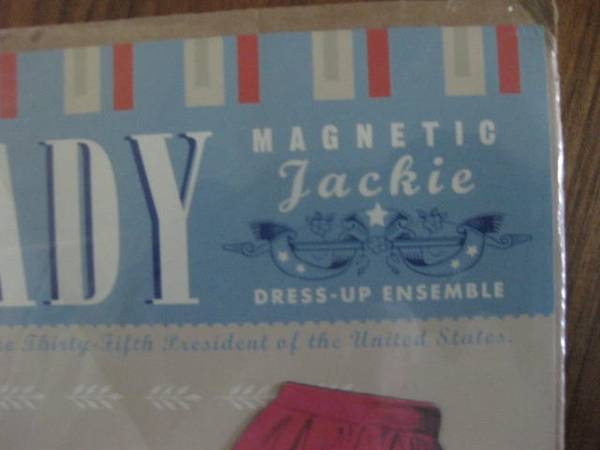 ADY
MAGNETIC
Jackie
DRESS-UP ENSEMBLE
e Thirty-Fifth President of the United States.